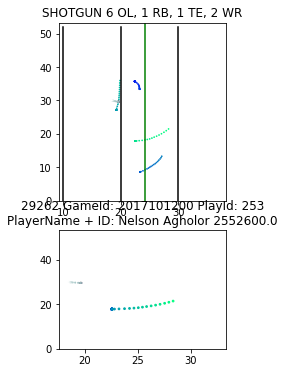 SHOTGUN 6 OL, 1 RB, 1 TE, 2 WR
50
40
30
20
10
0
10 20 30
29262 GameId: 2017101200 PlayId: 253
PlayerName + ID: Nelson Agholor 2552600.0
40
20
0
20 25 30